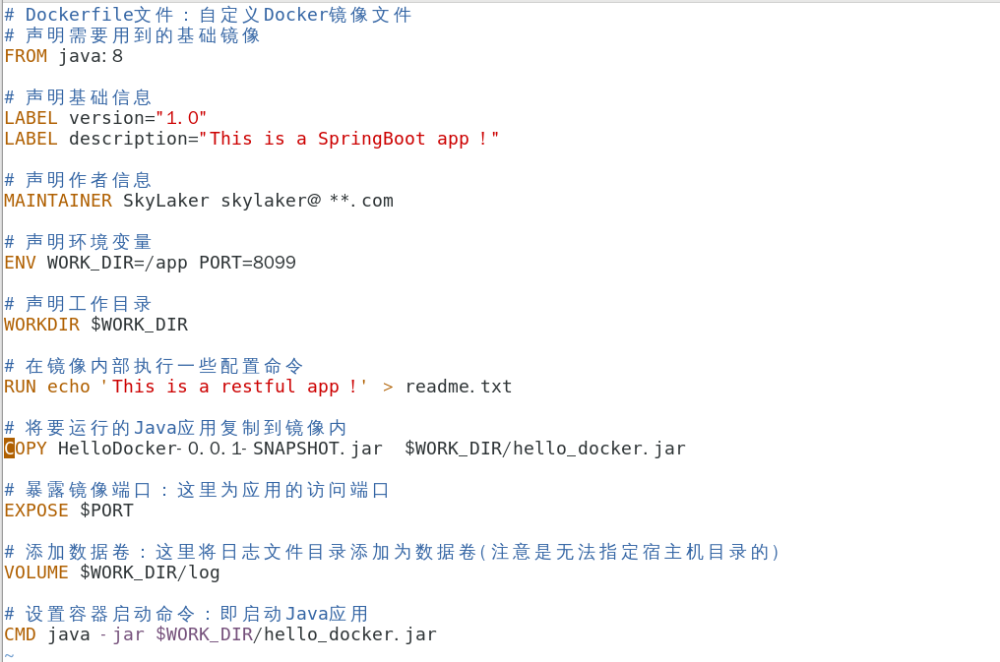 # Dockerfile文件：自定义Docker镜像文件
# 声明需要用到的基础镜像
FROM java:8
# 声明基础信息
LABEL version="1.0"
LABEL description="This is a SpringBoot app！"
# 声明作者信息
MAINTAINER SkyLaker skylaker@**.com
# 声明环境变量
ENV WORK_DIR=/app PORT=8099
# 声明工作目录
WORKDIR $WORK_DIR
# 在镜像内部执行一些配置命令
RUN echo 'This is a restful app！' > readme.txt
# 将要运行的Java应用复制到镜像内
COPY HelloDocker-0.0.1-SNAPSHOT.jar  $WORK_DIR/hello_docker.jar
# 暴露镜像端口：这里为应用的访问端口
EXPOSE $PORT
# 添加数据卷：这里将日志文件目录添加为数据卷(注意是无法指定宿主机目录的)
VOLUME $WORK_DIR/log
# 设置容器启动命令：即启动Java应用
CMD java -jar $WORK_DIR/hello_docker.jar
~